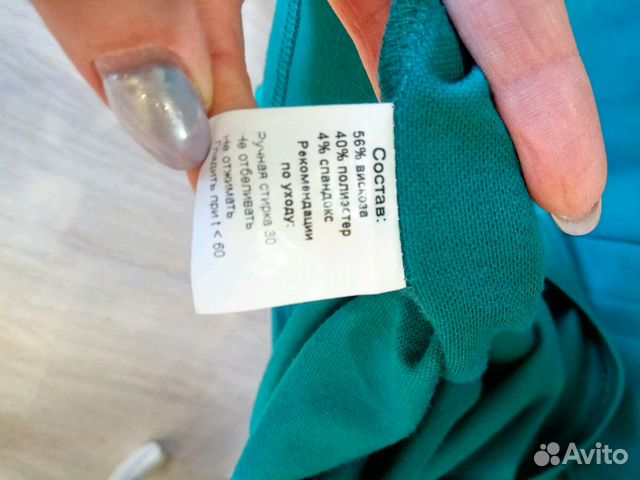 Состав:
56% вискоза
40% полиэстер
4% спандекс
Рекомендации
по уходу:
Ручная стирка 30
Не отбеливать
Не отжимать
Гладить при t < 60
Avito